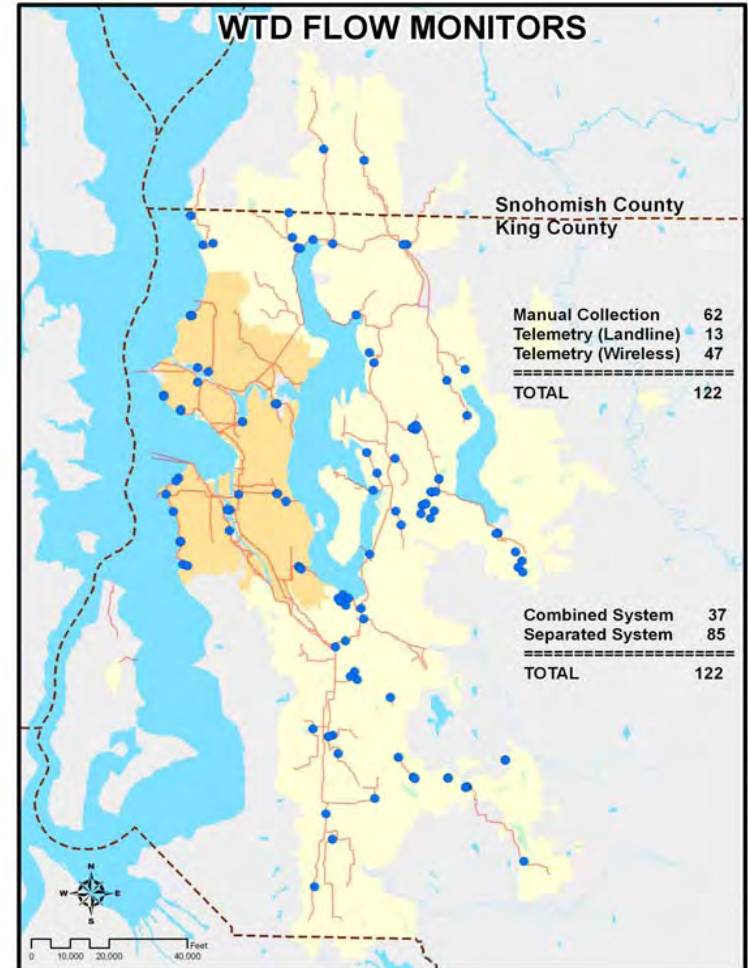 WTD FLOW MONITORS
Snohomish County
King County
Manual Collection 62
Telemetry (Landline) 13
Telemetry (Wireless) 47
======================
TOTAL 122
Combined System 37
Separated System 85
=====================
TOTAL 122
N
W E
S
Feet
0 10,000 20,000 40,000